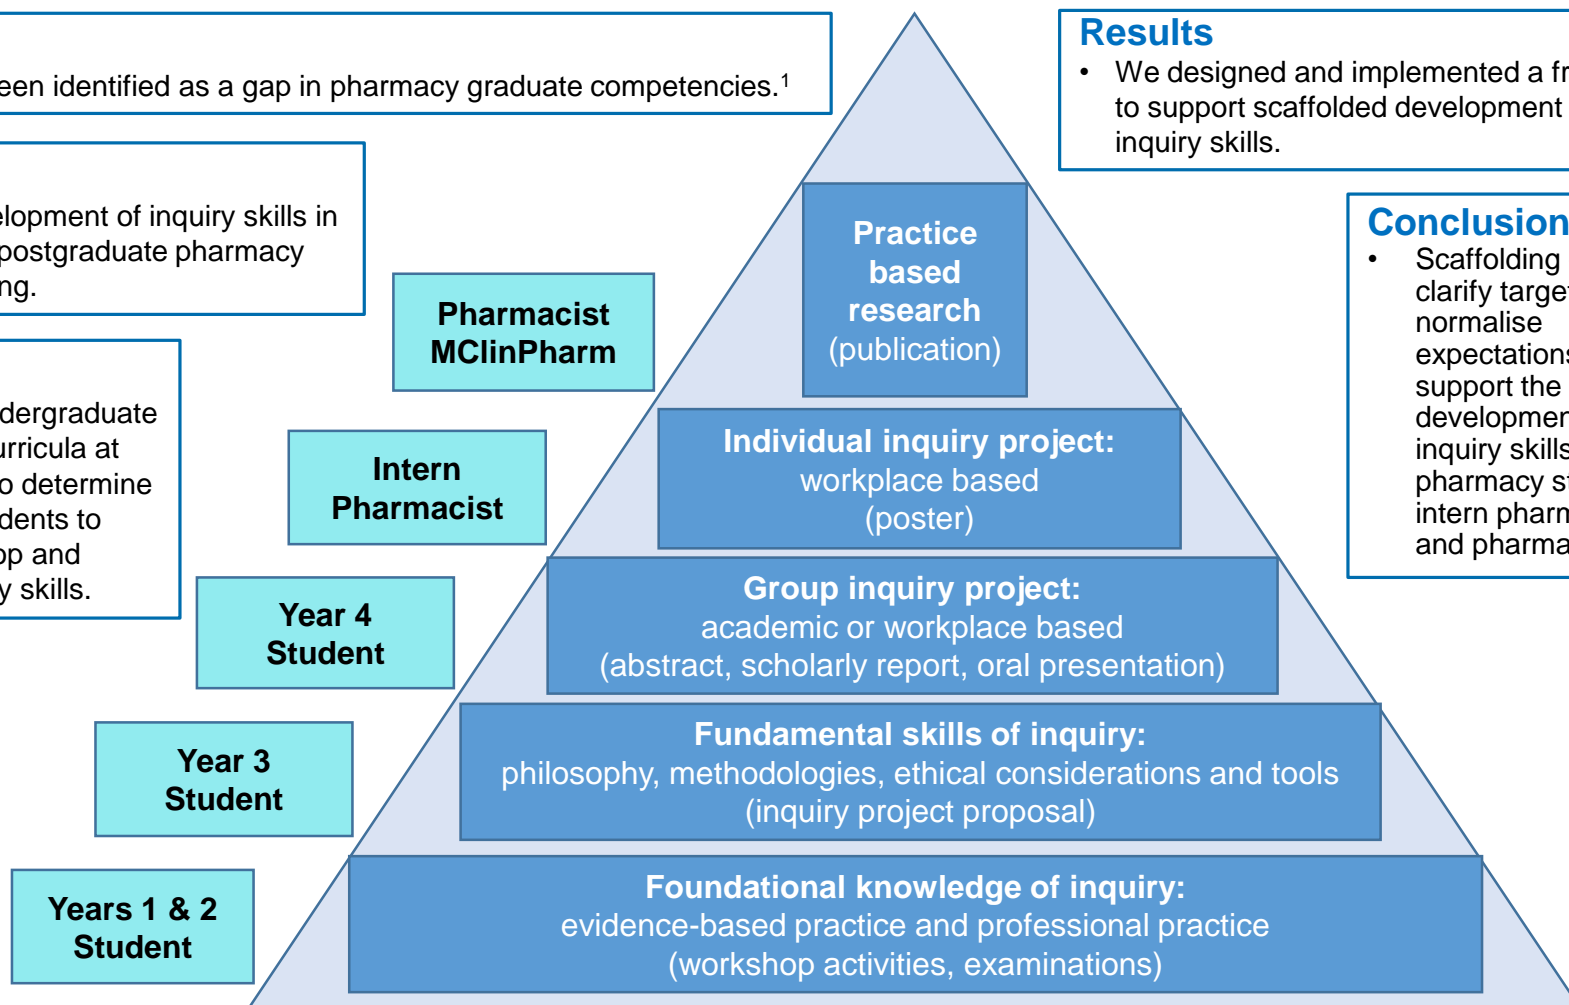 een identified as a gap in pharmacy graduate competencies.1
elopment of inquiry skills in
postgraduate pharmacy
ng.
dergraduate
urricula at
o determine
dents to
op and
y skills.
Results
• We designed and implemented a fr
to support scaffolded development
inquiry skills.
Conclusion
• Scaffolding
clarify target
normalise
expectations
support the
development
inquiry skills
pharmacy st
intern pharm
and pharma
Pharmacist
MClinPharm
Practice
based
research
(publication)
Intern
Pharmacist
Individual inquiry project:
workplace based
(poster)
Year 4
Student
Group inquiry project:
academic or workplace based
(abstract, scholarly report, oral presentation)
Year 3
Student
Fundamental skills of inquiry:
philosophy, methodologies, ethical considerations and tools
(inquiry project proposal)
Years 1 & 2
Student
Foundational knowledge of inquiry:
evidence-based practice and professional practice
(workshop activities, examinations)